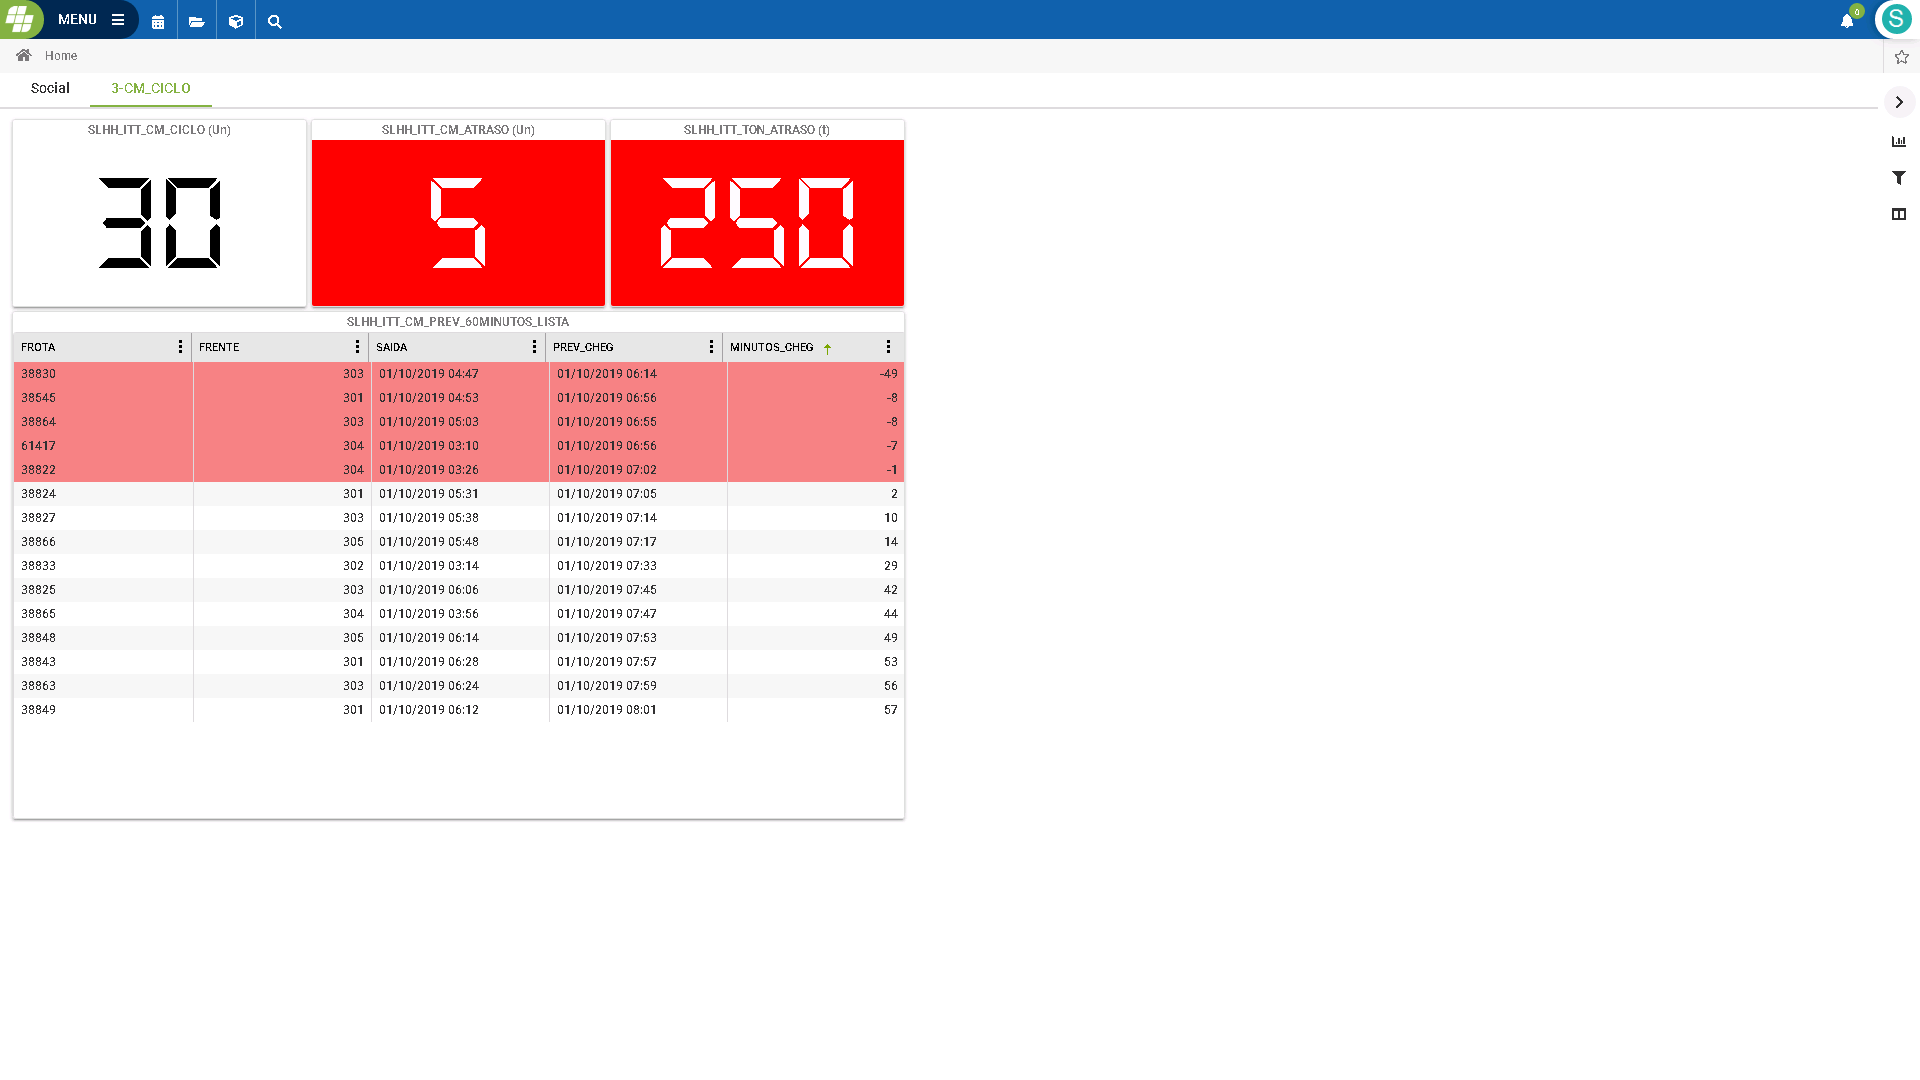 MENU
0
S
Home
Social 3-CM_CICLO
SLHH_ITT_CM_CICLO (Un) SLHH_ITT_CM_ATRASO (Un) SLHH_ITT_TON_ATRASO (t)
30 5 250
SLHH_ITT_CM_PREV_60MINUTOS_LISTA
FROTA FRENTE SAIDA PREV_CHEG MINUTOS_CHEG
38830 303 01/10/2019 04:47 01/10/2019 06:14 -49
38545 301 01/10/2019 04:53 01/10/2019 06:56 -8
38864 303 01/10/2019 05:03 01/10/2019 06:55 -8
61417 304 01/10/2019 03:10 01/10/2019 06:56 -7
38822 304 01/10/2019 03:26 01/10/2019 07:02 -1
38824 301 01/10/2019 05:31 01/10/2019 07:05 2
38827 303 01/10/2019 05:38 01/10/2019 07:14 10
38866 305 01/10/2019 05:48 01/10/2019 07:17 14
38833 302 01/10/2019 03:14 01/10/2019 07:33 29
38825 303 01/10/2019 06:06 01/10/2019 07:45 42
38865 304 01/10/2019 03:56 01/10/2019 07:47 44
38848 305 01/10/2019 06:14 01/10/2019 07:53 49
38843 301 01/10/2019 06:28 01/10/2019 07:57 53
38863 303 01/10/2019 06:24 01/10/2019 07:59 56
38849 301 01/10/2019 06:12 01/10/2019 08:01 57